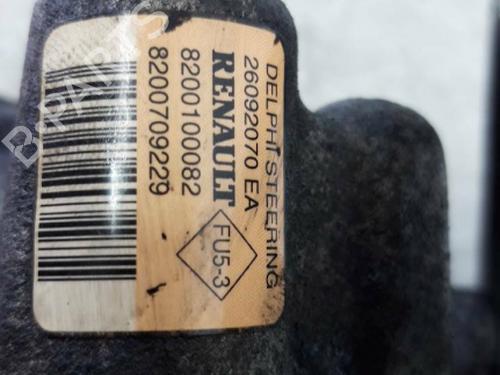 DELPHI STEERING
26092070 EA
RENAULT
FU5-3
8200100082
8200709229
B-PARTS